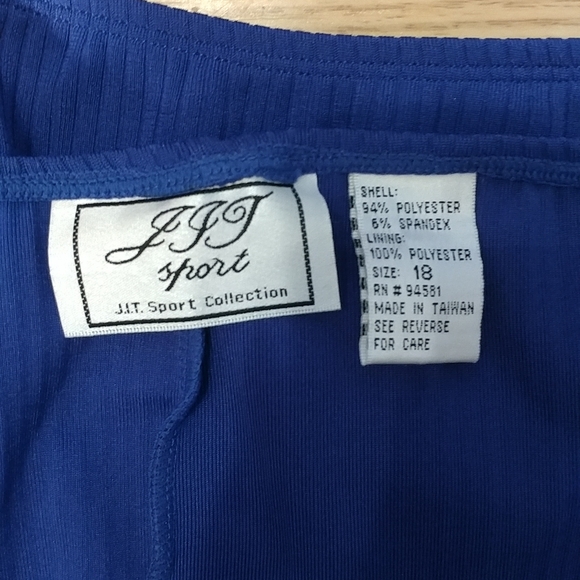 JJT
sport
J.I.T. Sport Collection
SHELL:
94% POLYESTER
6% SPANDEX
LINING:
100% POLYESTER
SIZE: 18
RN # 94581
MADE IN TAIWAN
SEE REVERSE
FOR CARE